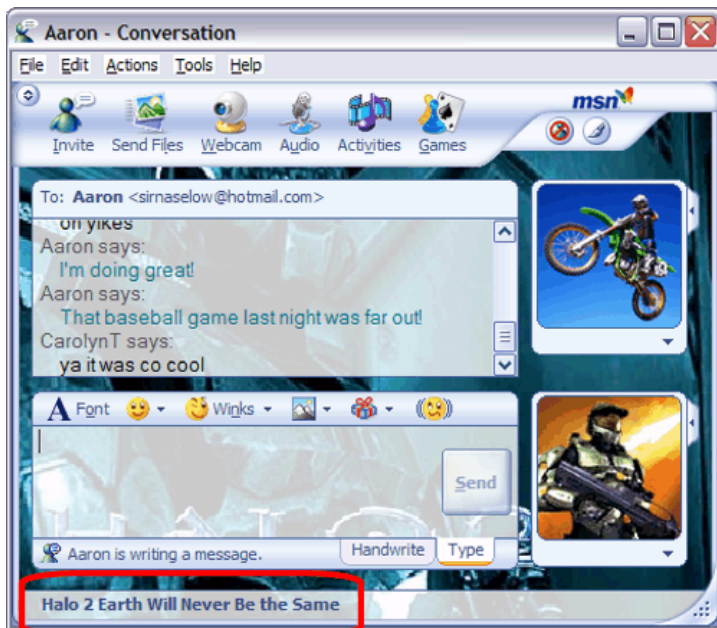 Aaron - Conversation
File Edit Actions Tools Help
msn
Invite Send Files Webcam Audio Activities Games
To: Aaron <sirnaselow@hotmail.com>
on yikes
Aaron says:
I'm doing great!
Aaron says:
That baseball game last night was far out!
CarolynT says:
ya it was co cool
A Font Winks
Send
Aaron is writing a message.
Handwrite Type
Halo 2 Earth Will Never Be the Same